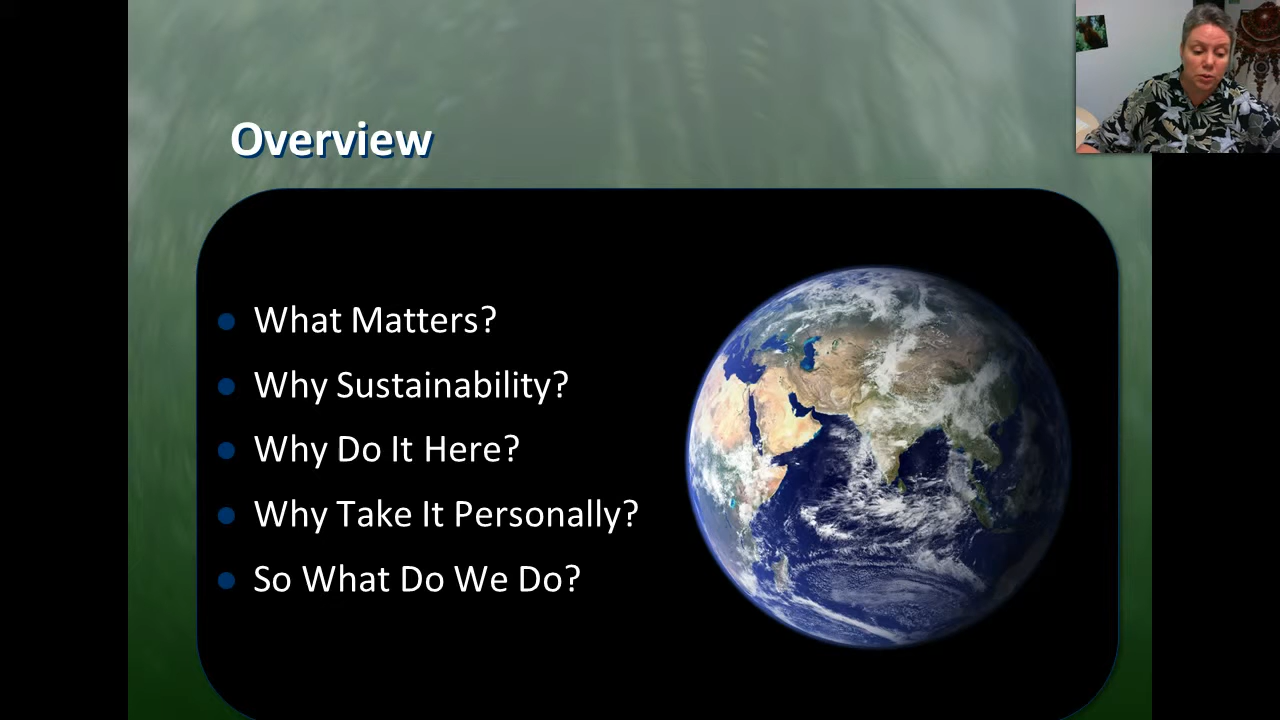 Overview
What Matters?
Why Sustainability?
Why Do It Here?
Why Take It Personally?
So What Do We Do?